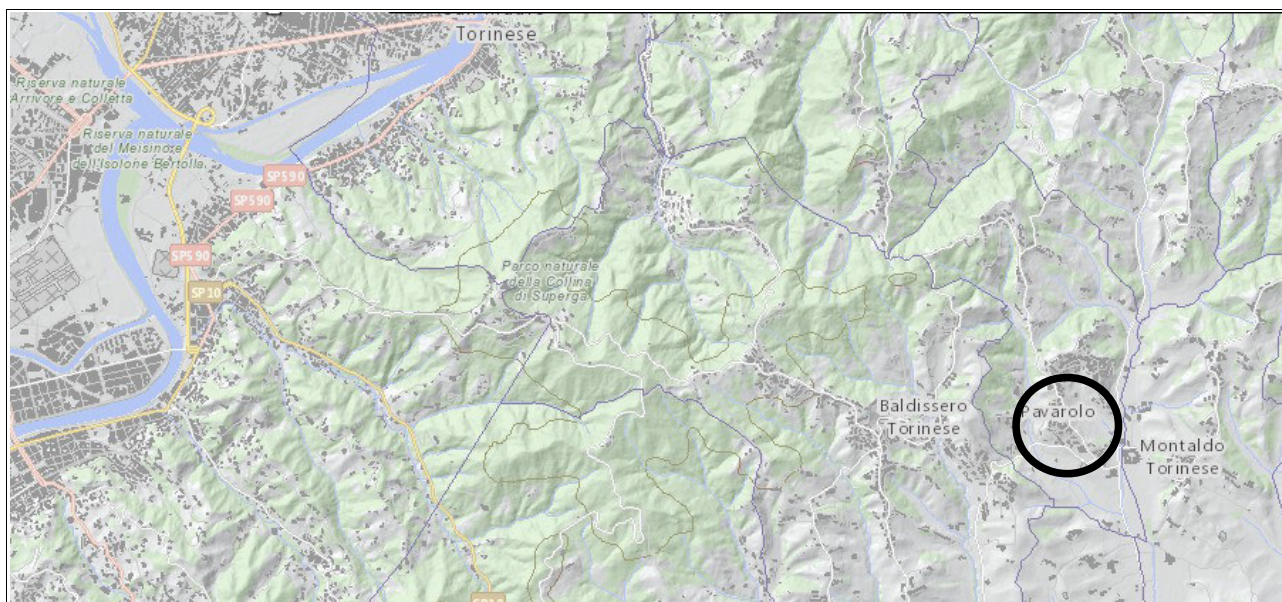 Torinese
Riserva naturale
Arrivore e Colletta
Riserva naturale
del Meisinoe
dell'Isolone Bertolla
SP590
SP590
SP590
SP10
Parco naturale
della Collina
di Superga
Baldissero
Torinese
Pavarolo
Montaldo
Torinese